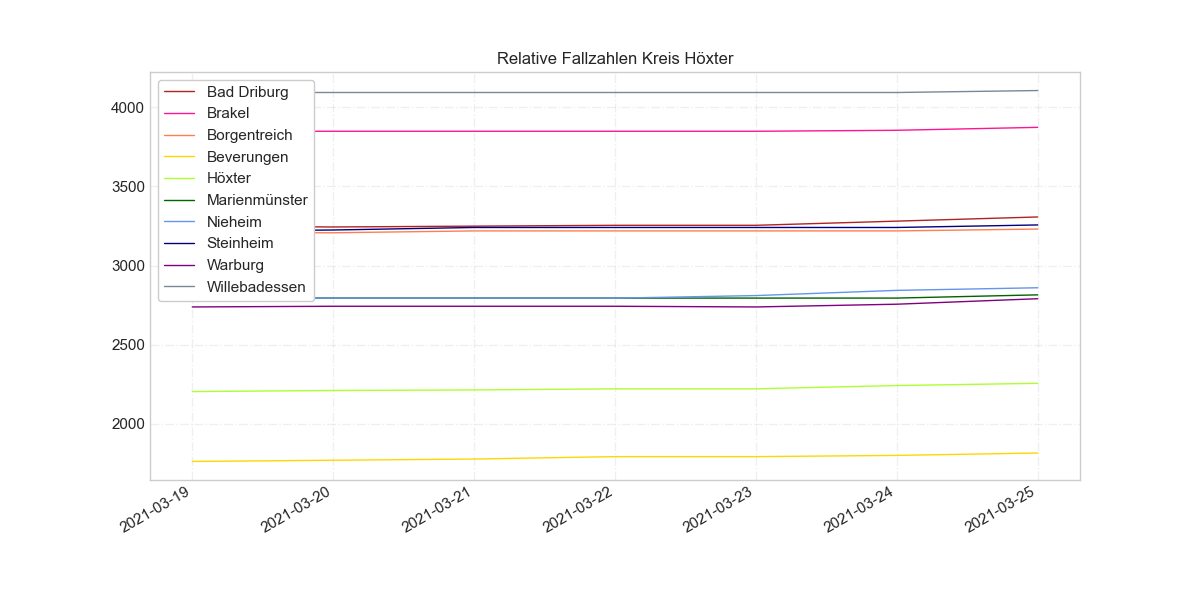 Relative Fallzahlen Kreis Höxter
Bad Driburg
Brakel
Borgentreich
Beverungen
Höxter
Marienmünster
Nieheim
Steinheim
Warburg
Willebadessen
4000
3500
3000
2500
2000
2021-03-19
2021-03-20
2021-03-21
2021-03-22
2021-03-23
2021-03-24
2021-03-25